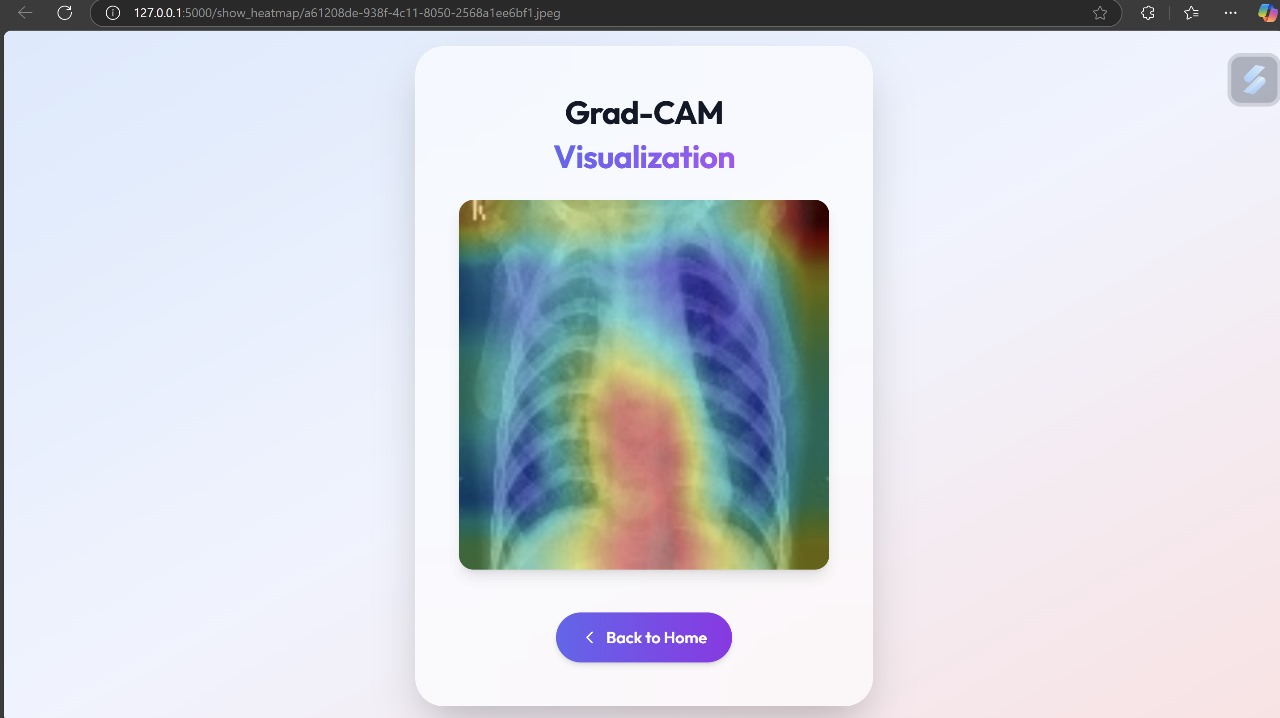 127.0.0.1:5000/show_heatmap/a61208de-938f-4c11-8050-2568a1ee6bf1.jpeg
Grad-CAM
Visualization
R
Back to Home